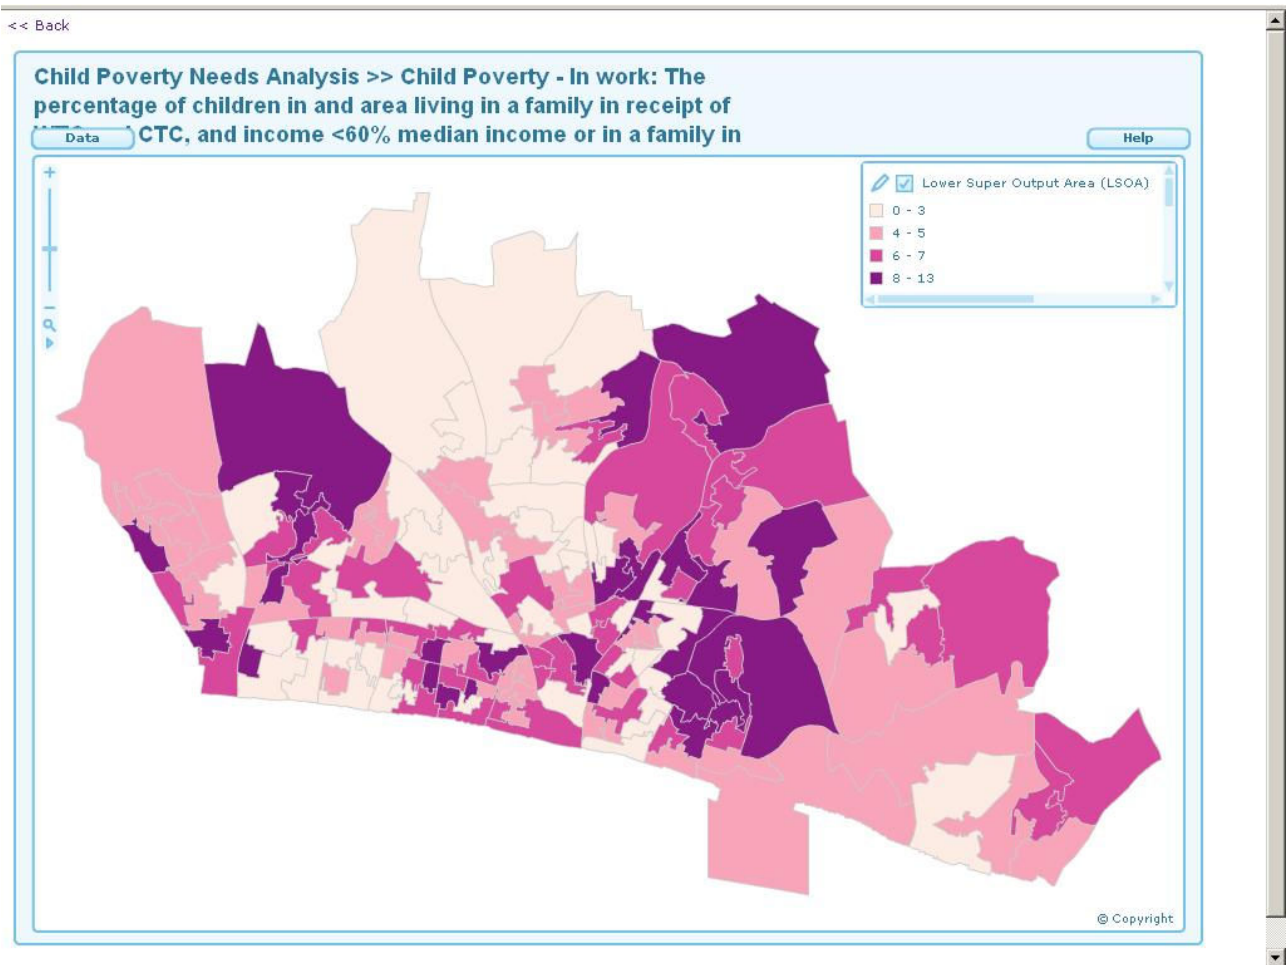 << Back
Child Poverty Needs Analysis >> Child Poverty - In work: The
percentage of children in and area living in a family in receipt of
CTC, and income <60% median income or in a family in
Data
Help
Lower Super Output Area (LSOA)
0 - 3
4 - 5
6 - 7
8 - 13
© Copyright